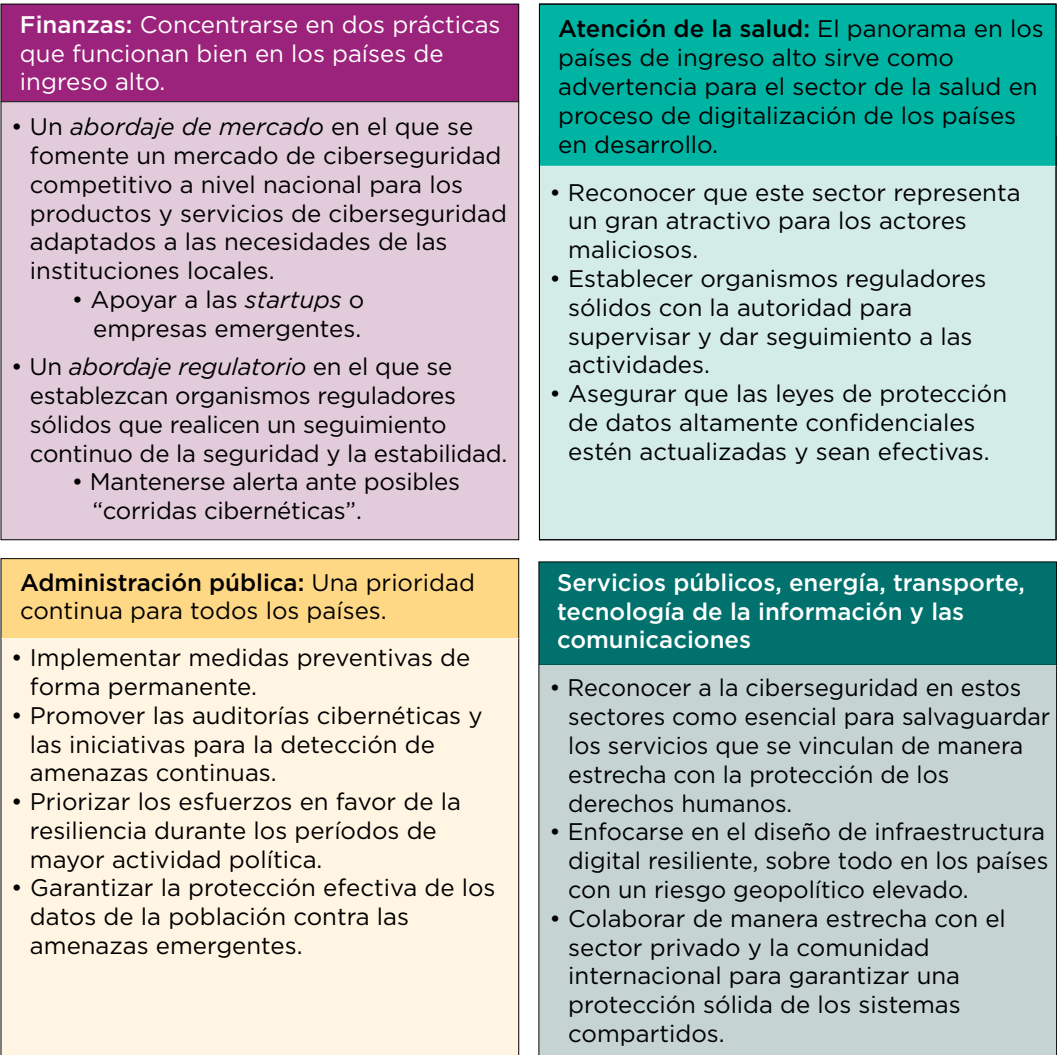 Finanzas: Concentrarse en dos prácticas
que funcionan bien en los países de
ingreso alto.
• Un abordaje de mercado en el que se
fomente un mercado de ciberseguridad
competitivo a nivel nacional para los
productos y servicios de ciberseguridad
adaptados a las necesidades de las
instituciones locales.
• Apoyar a las startups o
empresas emergentes.
• Un abordaje regulatorio en el que se
establezcan organismos reguladores
sólidos que realicen un seguimiento
continuo de la seguridad y la estabilidad.
• Mantenerse alerta ante posibles
“corridas cibernéticas”.
Atención de la salud: El panorama en los
países de ingreso alto sirve como
advertencia para el sector de la salud en
proceso de digitalización de los países
en desarrollo.
• Reconocer que este sector representa
un gran atractivo para los actores
maliciosos.
• Establecer organismos reguladores
sólidos con la autoridad para
supervisar y dar seguimiento a las
actividades.
• Asegurar que las leyes de protección
de datos altamente confidenciales
estén actualizadas y sean efectivas.
Administración pública: Una prioridad
continua para todos los países.
• Implementar medidas preventivas de
forma permanente.
• Promover las auditorías cibernéticas y
las iniciativas para la detección de
amenazas continuas.
• Priorizar los esfuerzos en favor de la
resiliencia durante los períodos de
mayor actividad política.
• Garantizar la protección efectiva de los
datos de la población contra las
amenazas emergentes.
Servicios públicos, energía, transporte,
tecnología de la información y las
comunicaciones
• Reconocer a la ciberseguridad en estos
sectores como esencial para salvaguardar
los servicios que se vinculan de manera
estrecha con la protección de los
derechos humanos.
• Enfocarse en el diseño de infraestructura
digital resiliente, sobre todo en los países
con un riesgo geopolítico elevado.
• Colaborar de manera estrecha con el
sector privado y la comunidad
internacional para garantizar una
protección sólida de los sistemas
compartidos.